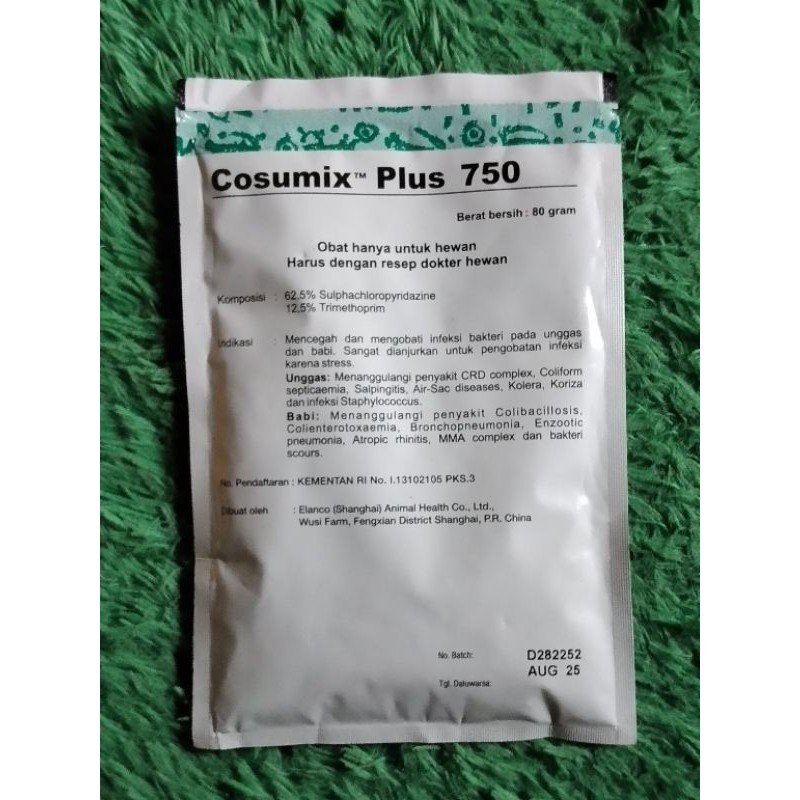 Cosumix™ Plus 750
Berat bersih : 80 gram
Obat hanya untuk hewan
Harus dengan resep dokter hewan
Komposisi : 62,5% Sulphachloropyridazine
12,5% Trimethoprim
Indikasi : Mencegah dan mengobati infeksi bakteri pada unggas
dan babi. Sangat dianjurkan untuk pengobatan infeksi
karena stress.
Unggas: Menanggulangi penyakit CRD complex, Coliform
septicaemia, Salpingitis, Air-Sac diseases, Kolera, Koriza
dan infeksi Staphylococcus.
Babi: Menanggulangi penyakit Colibacillosis,
Colienterotoxaemia, Bronchopneumonia, Enzootic
pneumonia, Atropic rhinitis, MMA complex dan bakteri
scours.
No. Pendaftaran : KEMENTAN RI No. I.13102105 PKS.3
Dibuat oleh : Elanco (Shanghai) Animal Health Co., Ltd.,
Wusi Farm, Fengxian District Shanghai, P.R. China
No. Batch: D282252
AUG 25
Tgl. Daluwarsa: